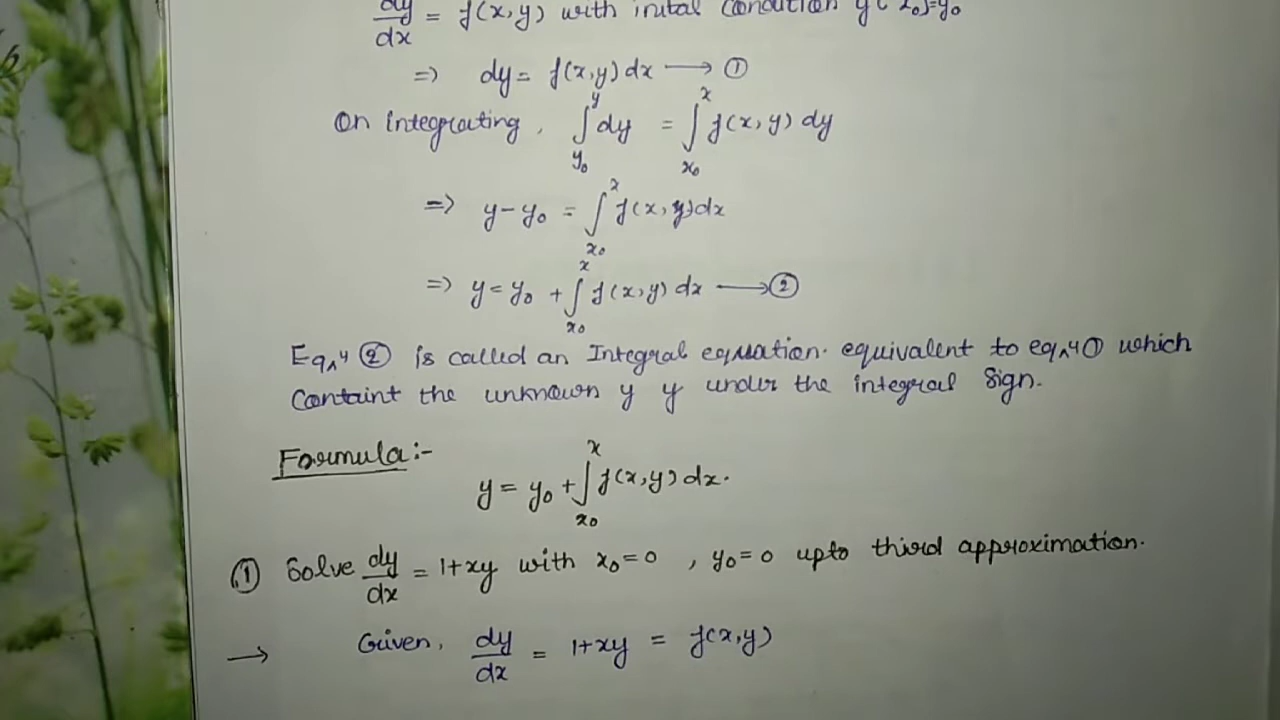 dy/dx = f(x,y) with initial condition y(x₀)=y₀
=> dy = f(x,y) dx ⟶ ①
On integrating, ∫_{y₀}^{y} dy = ∫_{x₀}^{x} f(x,y) dy
=> y-y₀ = ∫_{x₀}^{x} f(x,y)dx
=> y=y₀ + ∫_{x₀}^{x} f(x,y) dx ⟶ ②
Eqⁿ ② is called an Integral equation. equivalent to eqⁿ ① which
Containt the unknown y y under the integral sign.
Formula:-
y = y₀ + ∫_{x₀}^{x} f(x,y) dx.
① Solve dy/dx = 1+xy with x₀=0 , y₀=0 upto third approximation.
→ Given, dy/dx = 1+xy = f(x,y)